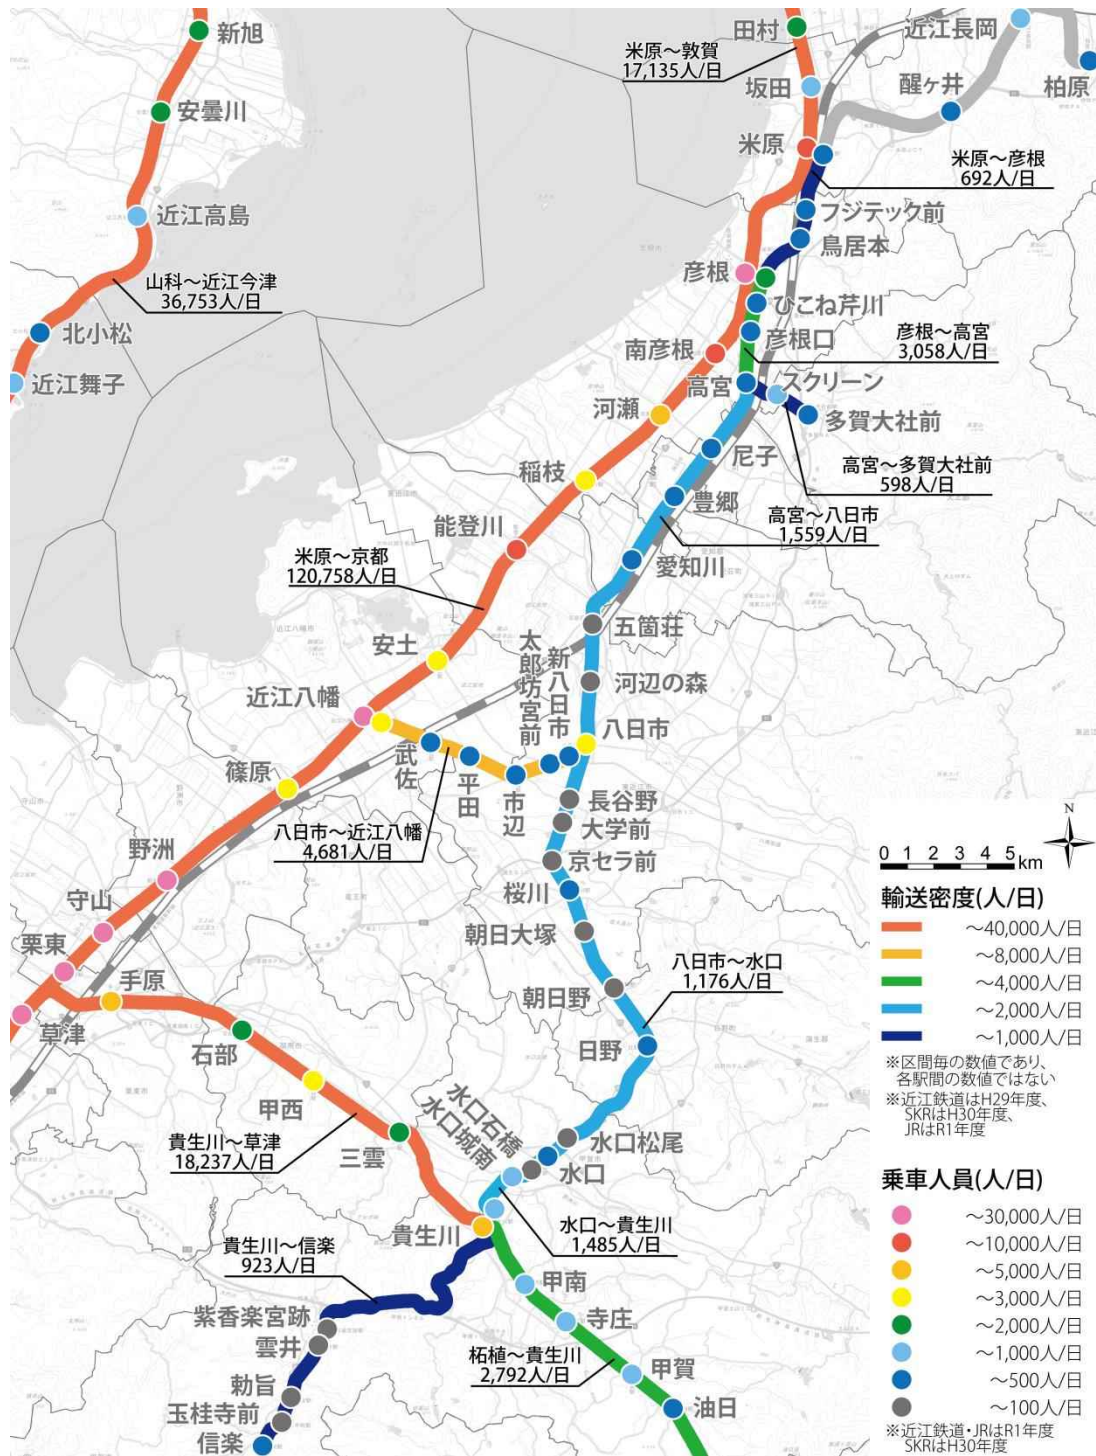 新旭
安曇川
近江高島
山科～近江今津
36,753人/日
北小松
近江舞子
田村
米原～敦賀
17,135人/日
坂田
近江長岡
醒ヶ井
柏原
米原
米原～彦根
692人/日
フジテック前
鳥居本
彦根
ひこね芹川
彦根口
彦根～高宮
3,058人/日
南彦根
高宮
スクリーン
多賀大社前
河瀬
尼子
高宮～多賀大社前
598人/日
稲枝
豊郷
高宮～八日市
1,559人/日
能登川
愛知川
米原～京都
120,758人/日
五箇荘
安土
太郎坊宮前
新八日市
河辺の森
近江八幡
八日市
武佐
平田
市辺
篠原
長谷野
大学前
八日市～近江八幡
4,681人/日
京セラ前
野洲
桜川
守山
朝日大塚
栗東
手原
八日市～水口
1,176人/日
朝日野
草津
石部
日野
甲西
水口石橋
水口城南
水口松尾
三雲
貴生川～草津
18,237人/日
水口
貴生川
水口～貴生川
1,485人/日
貴生川～信楽
923人/日
甲南
紫香楽宮跡
寺庄
雲井
柘植～貴生川
2,792人/日
甲賀
勅旨
油日
玉桂寺前
信楽
N
0 1 2 3 4 5km
輸送密度(人/日)
～40,000人/日
～8,000人/日
～4,000人/日
～2,000人/日
～1,000人/日
※区間毎の数値であり、
各駅間の数値ではない
※近江鉄道はH29年度、
SKRはH30年度、
JRはR1年度
乗車人員(人/日)
～30,000人/日
～10,000人/日
～5,000人/日
～3,000人/日
～2,000人/日
～1,000人/日
～500人/日
～100人/日
※近江鉄道・JRはR1年度
SKRはH30年度